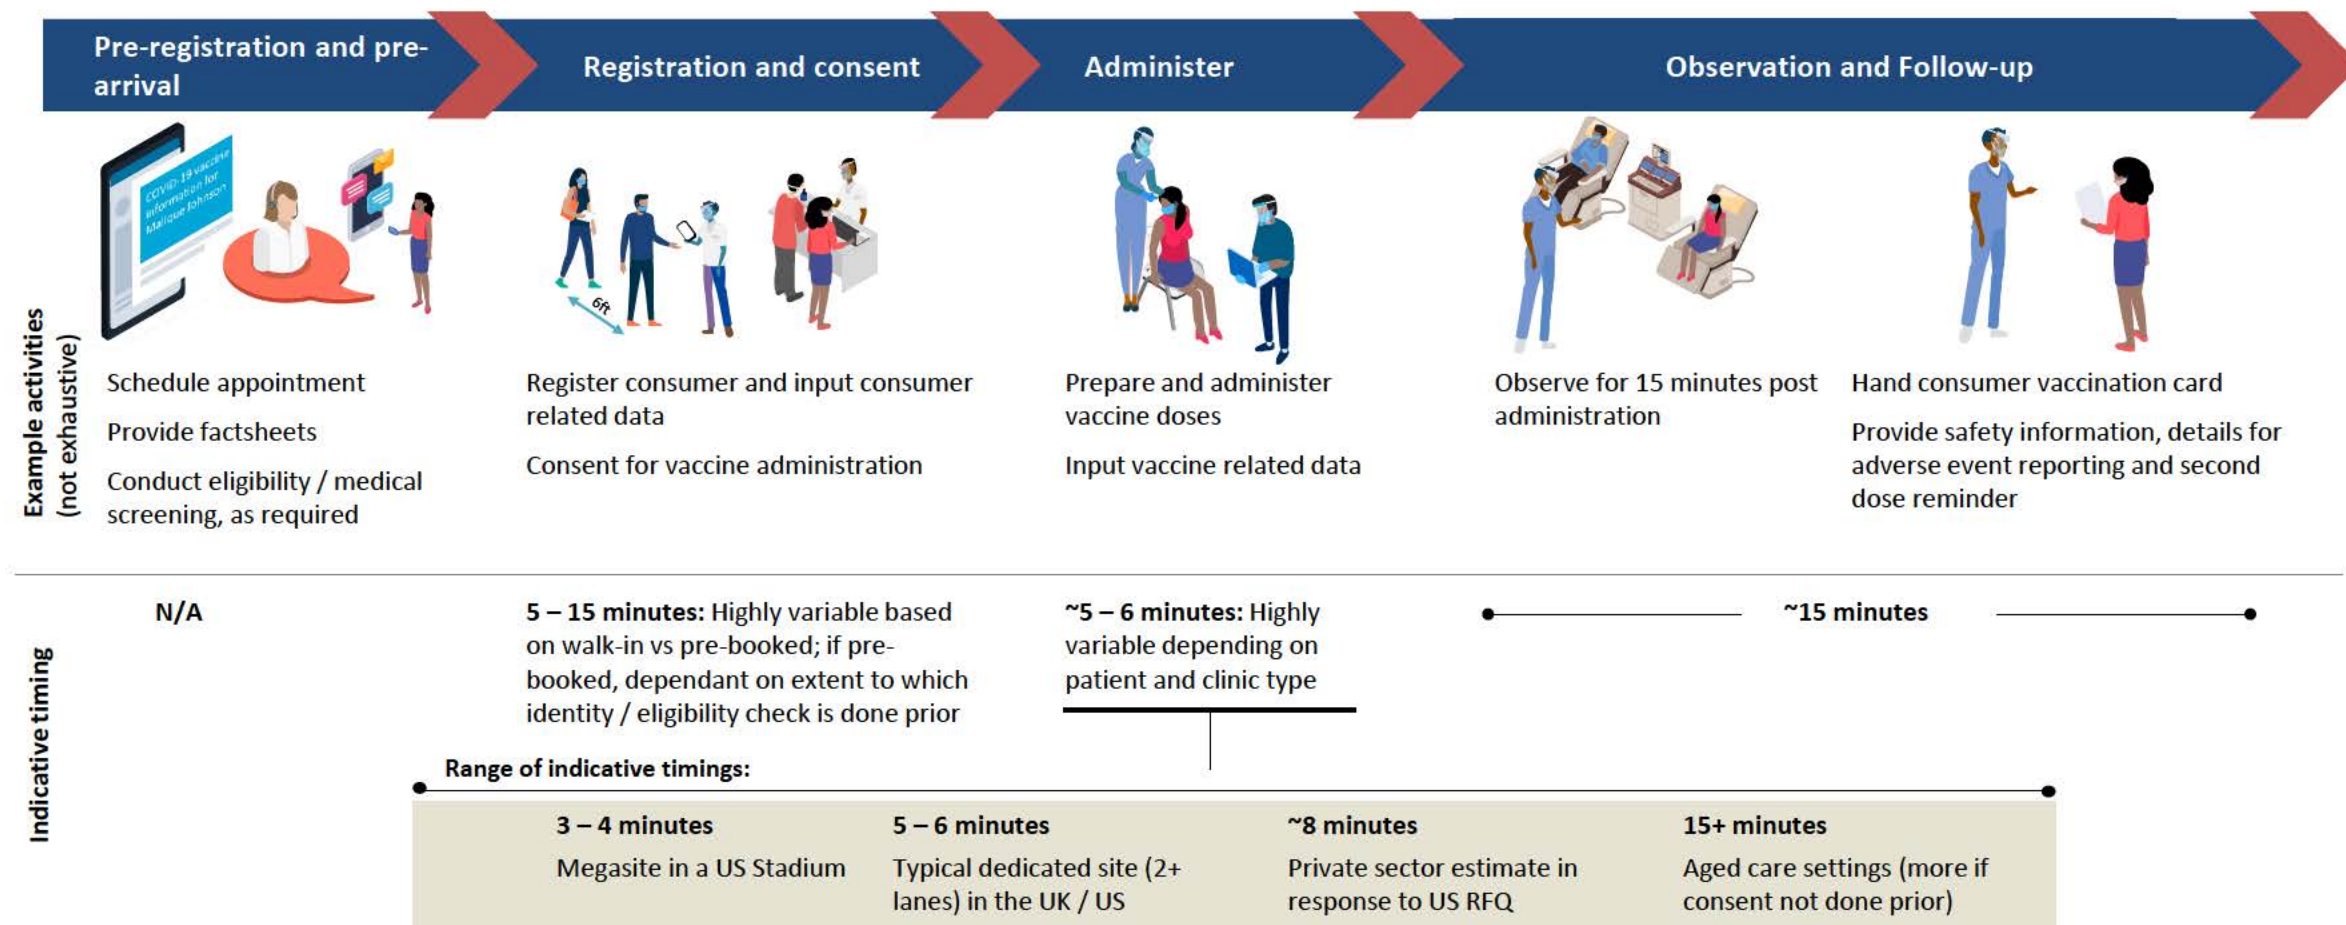 Pre-registration and pre-
arrival
Registration and consent
Administer
Observation and Follow-up
COVID-19 vaccine
information for
Malique Johnson
6ft
Example activities
(not exhaustive)
Schedule appointment
Provide factsheets
Conduct eligibility / medical
screening, as required
Register consumer and input consumer
related data
Consent for vaccine administration
Prepare and administer
vaccine doses
Input vaccine related data
Observe for 15 minutes post
administration
Hand consumer vaccination card
Provide safety information, details for
adverse event reporting and second
dose reminder
Indicative timing
N/A
5 – 15 minutes: Highly variable based
on walk-in vs pre-booked; if pre-
booked, dependant on extent to which
identity / eligibility check is done prior
~5 – 6 minutes: Highly
variable depending on
patient and clinic type
~15 minutes
Range of indicative timings:
3 – 4 minutes
Megasite in a US Stadium
5 – 6 minutes
Typical dedicated site (2+
lanes) in the UK / US
~8 minutes
Private sector estimate in
response to US RFQ
15+ minutes
Aged care settings (more if
consent not done prior)